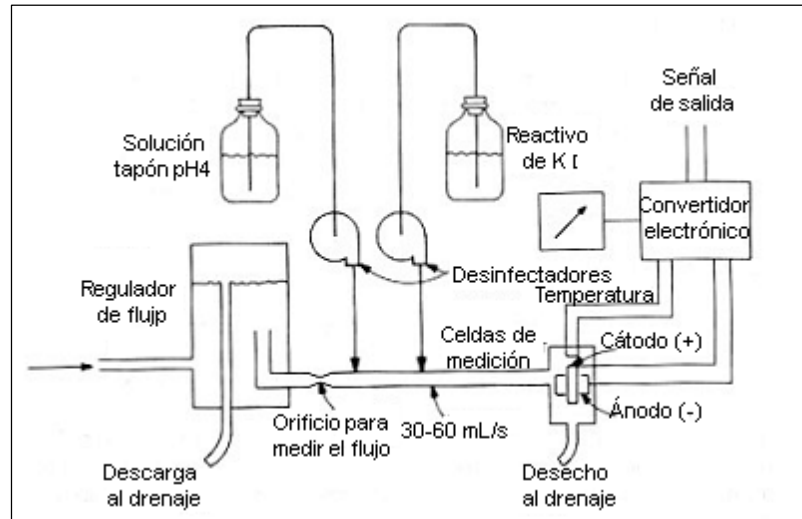 Señal
de salida
Solución
tapón pH4
Reactivo
de K I
Convertidor
electrónico
Desinfectadores
Temperatura
Regulador
de flujp
Celdas de
medición
Cátodo (+)
Ánodo (-)
Orificio para
medir el flujo
30-60 mL/s
Descarga
al drenaje
Desecho
al drenaje